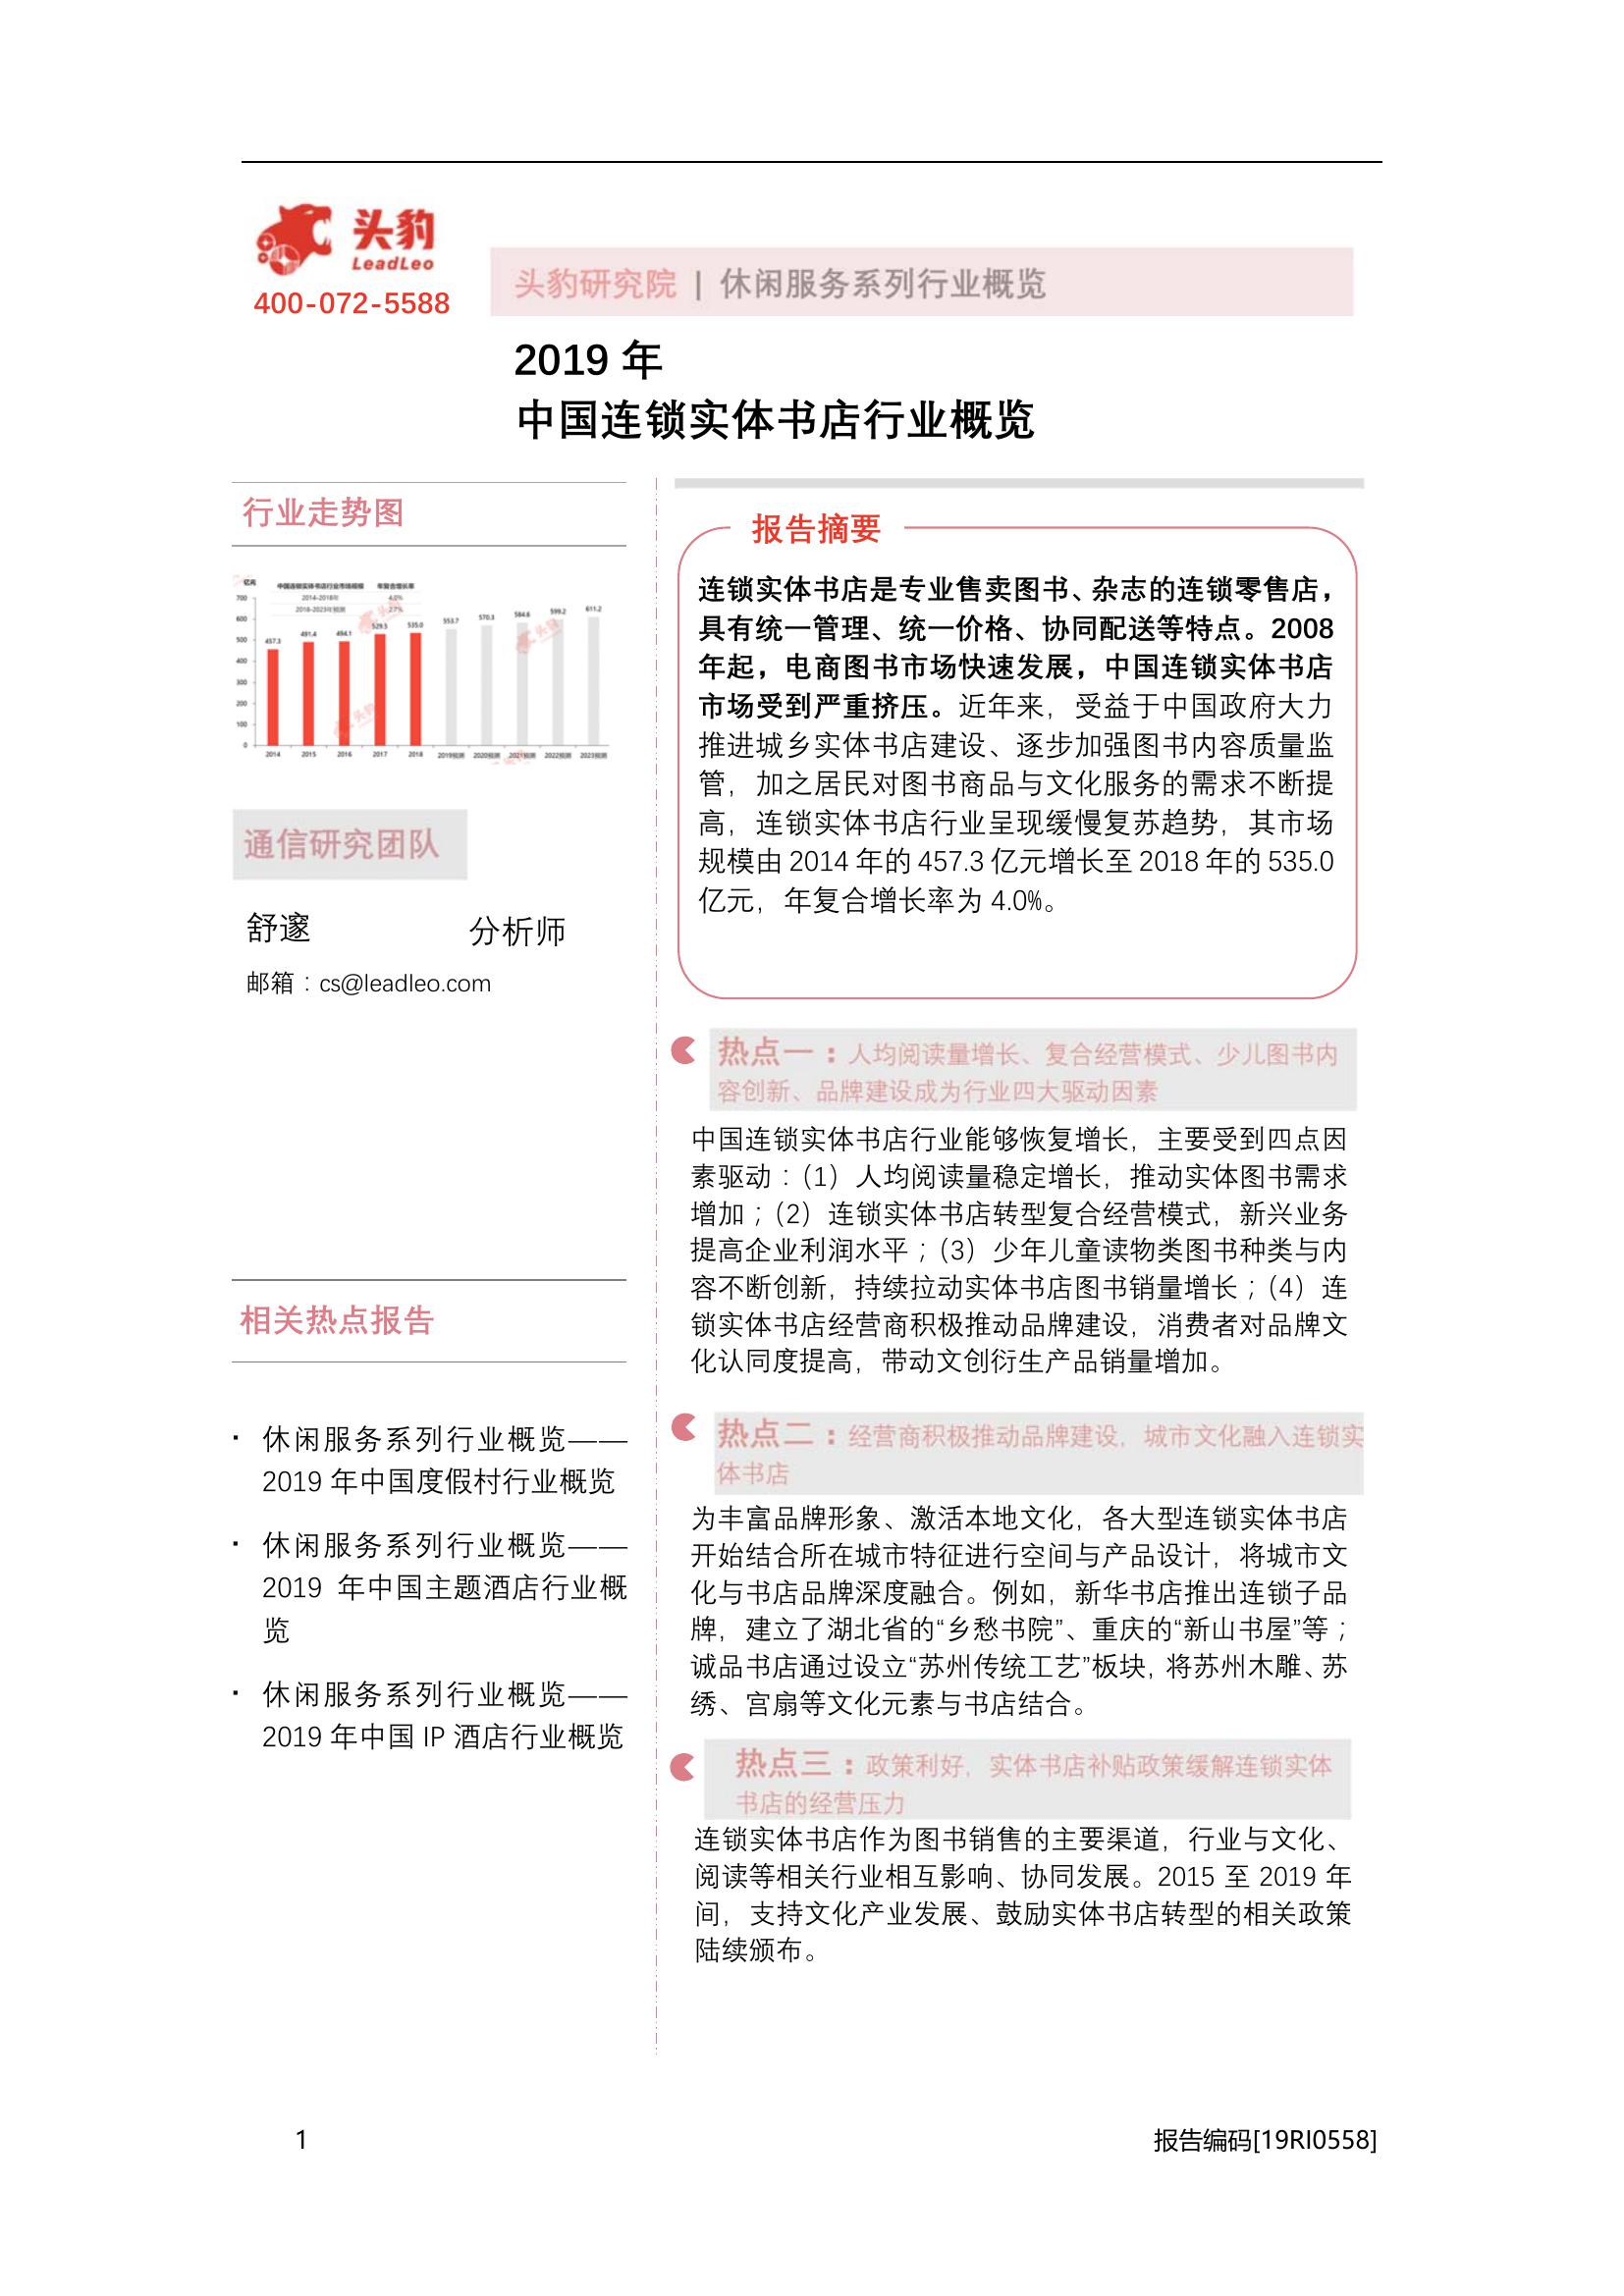 头豹
LeadLeo
400-072-5588
头豹研究院 | 休闲服务系列行业概览
2019 年
中国连锁实体书店行业概览
行业走势图
亿元
中国连锁实体书店行业市场规模 年复合增长率
2014-2018年 4.0%
2018-2023年预测 2.7%
700
600
500
400
300
200
100
0
457.3
491.4
494.1
529.5
535.0
553.7
570.3
584.6
599.2
611.2
2014
2015
2016
2017
2018
2019预测
2020预测
2021预测
2022预测
2023预测
通信研究团队
舒邃 分析师
邮箱：cs@leadleo.com
相关热点报告
· 休闲服务系列行业概览——
2019 年中国度假村行业概览
· 休闲服务系列行业概览——
2019 年中国主题酒店行业概
览
· 休闲服务系列行业概览——
2019 年中国 IP 酒店行业概览
报告摘要
连锁实体书店是专业售卖图书、杂志的连锁零售店，
具有统一管理、统一价格、协同配送等特点。2008
年起，电商图书市场快速发展，中国连锁实体书店
市场受到严重挤压。近年来，受益于中国政府大力
推进城乡实体书店建设、逐步加强图书内容质量监
管，加之居民对图书商品与文化服务的需求不断提
高，连锁实体书店行业呈现缓慢复苏趋势，其市场
规模由 2014 年的 457.3 亿元增长至 2018 年的 535.0
亿元，年复合增长率为 4.0%。
热点一：人均阅读量增长、复合经营模式、少儿图书内
容创新、品牌建设成为行业四大驱动因素
中国连锁实体书店行业能够恢复增长，主要受到四点因
素驱动：（1）人均阅读量稳定增长，推动实体图书需求
增加；（2）连锁实体书店转型复合经营模式，新兴业务
提高企业利润水平；（3）少年儿童读物类图书种类与内
容不断创新，持续拉动实体书店图书销量增长；（4）连
锁实体书店经营商积极推动品牌建设，消费者对品牌文
化认同度提高，带动文创衍生产品销量增加。
热点二：经营商积极推动品牌建设，城市文化融入连锁实
体书店
为丰富品牌形象、激活本地文化，各大型连锁实体书店
开始结合所在城市特征进行空间与产品设计，将城市文
化与书店品牌深度融合。例如，新华书店推出连锁子品
牌，建立了湖北省的“乡愁书院”、重庆的“新山书屋”等；
诚品书店通过设立“苏州传统工艺”板块，将苏州木雕、苏
绣、宫扇等文化元素与书店结合。
热点三：政策利好，实体书店补贴政策缓解连锁实体
书店的经营压力
连锁实体书店作为图书销售的主要渠道，行业与文化、
阅读等相关行业相互影响、协同发展。2015 至 2019 年
间，支持文化产业发展、鼓励实体书店转型的相关政策
陆续颁布。
1
报告编码[19RI0558]